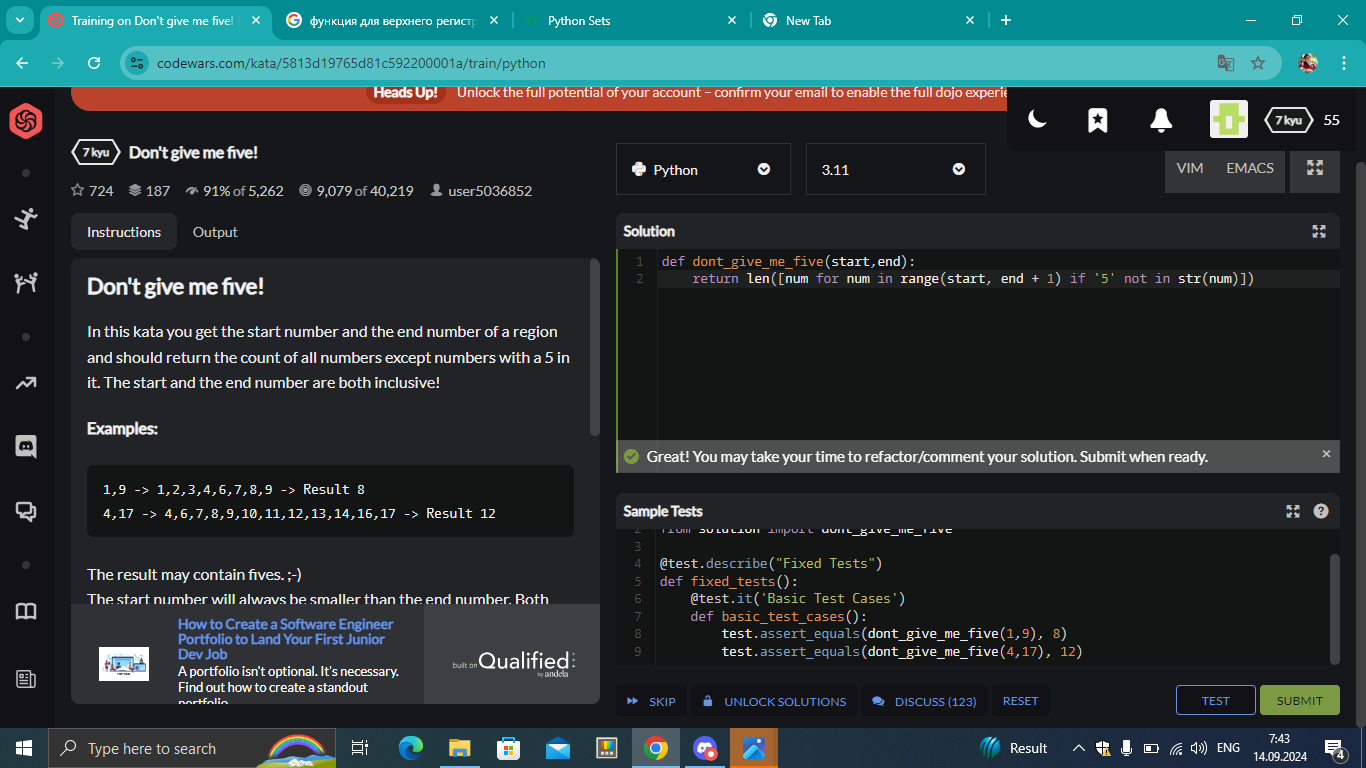 Training on Don't give me five!
функция для верхнего регистр
Python Sets
New Tab
codewars.com/kata/5813d19765d81c592200001a/train/python
Heads Up! Unlock the full potential of your account – confirm your email to enable the full dojo experie
7 kyu 55
7 kyu Don't give me five!
724 187 91% of 5,262 9,079 of 40,219 user5036852
Instructions Output
Don't give me five!
In this kata you get the start number and the end number of a region
and should return the count of all numbers except numbers with a 5 in
it. The start and the end number are both inclusive!
Examples:
1,9 -> 1,2,3,4,6,7,8,9 -> Result 8
4,17 -> 4,6,7,8,9,10,11,12,13,14,16,17 -> Result 12
The result may contain fives. ;-)
The start number will always be smaller than the end number. Both
How to Create a Software Engineer
Portfolio to Land Your First Junior
Dev Job
A portfolio isn't optional. It's necessary.
Find out how to create a standout
portfolio
built on Qualified
by andela
Python 3.11 VIM EMACS
Solution
1 def dont_give_me_five(start,end):
2 return len([num for num in range(start, end + 1) if '5' not in str(num)])
Great! You may take your time to refactor/comment your solution. Submit when ready.
Sample Tests
2 from solution import dont_give_me_five
3
4 @test.describe("Fixed Tests")
5 def fixed_tests():
6 @test.it('Basic Test Cases')
7 def basic_test_cases():
8 test.assert_equals(dont_give_me_five(1,9), 8)
9 test.assert_equals(dont_give_me_five(4,17), 12)
SKIP UNLOCK SOLUTIONS DISCUSS (123) RESET TEST SUBMIT
Type here to search
Result
ENG
7:43
14.09.2024
4